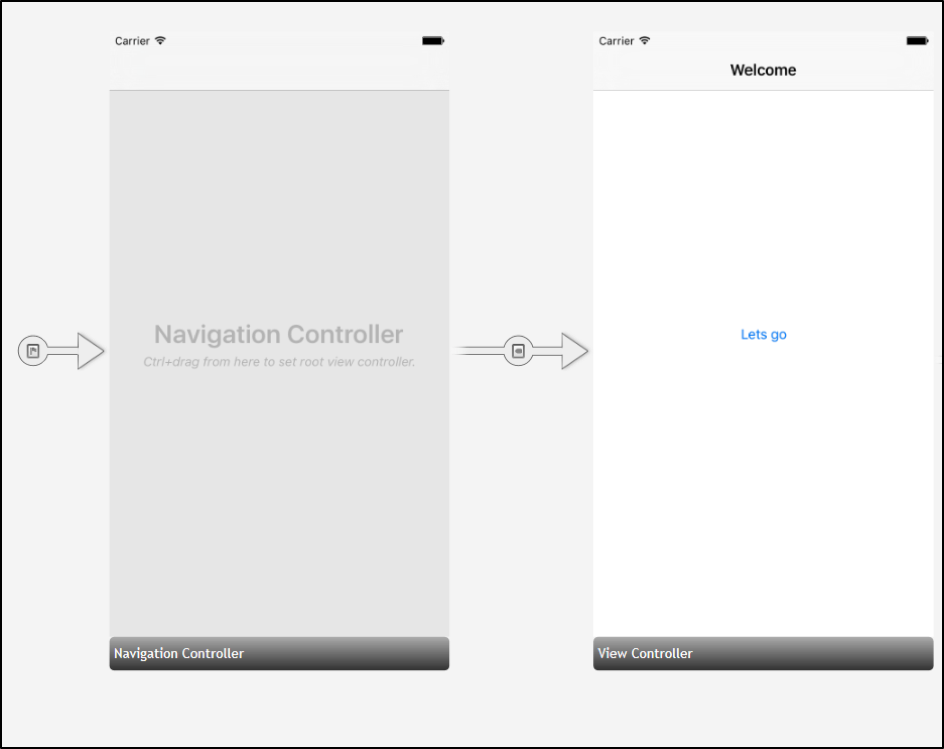 Carrier
Navigation Controller
Ctrl+drag from here to set root view controller.
Navigation Controller
Carrier
Welcome
Lets go
View Controller